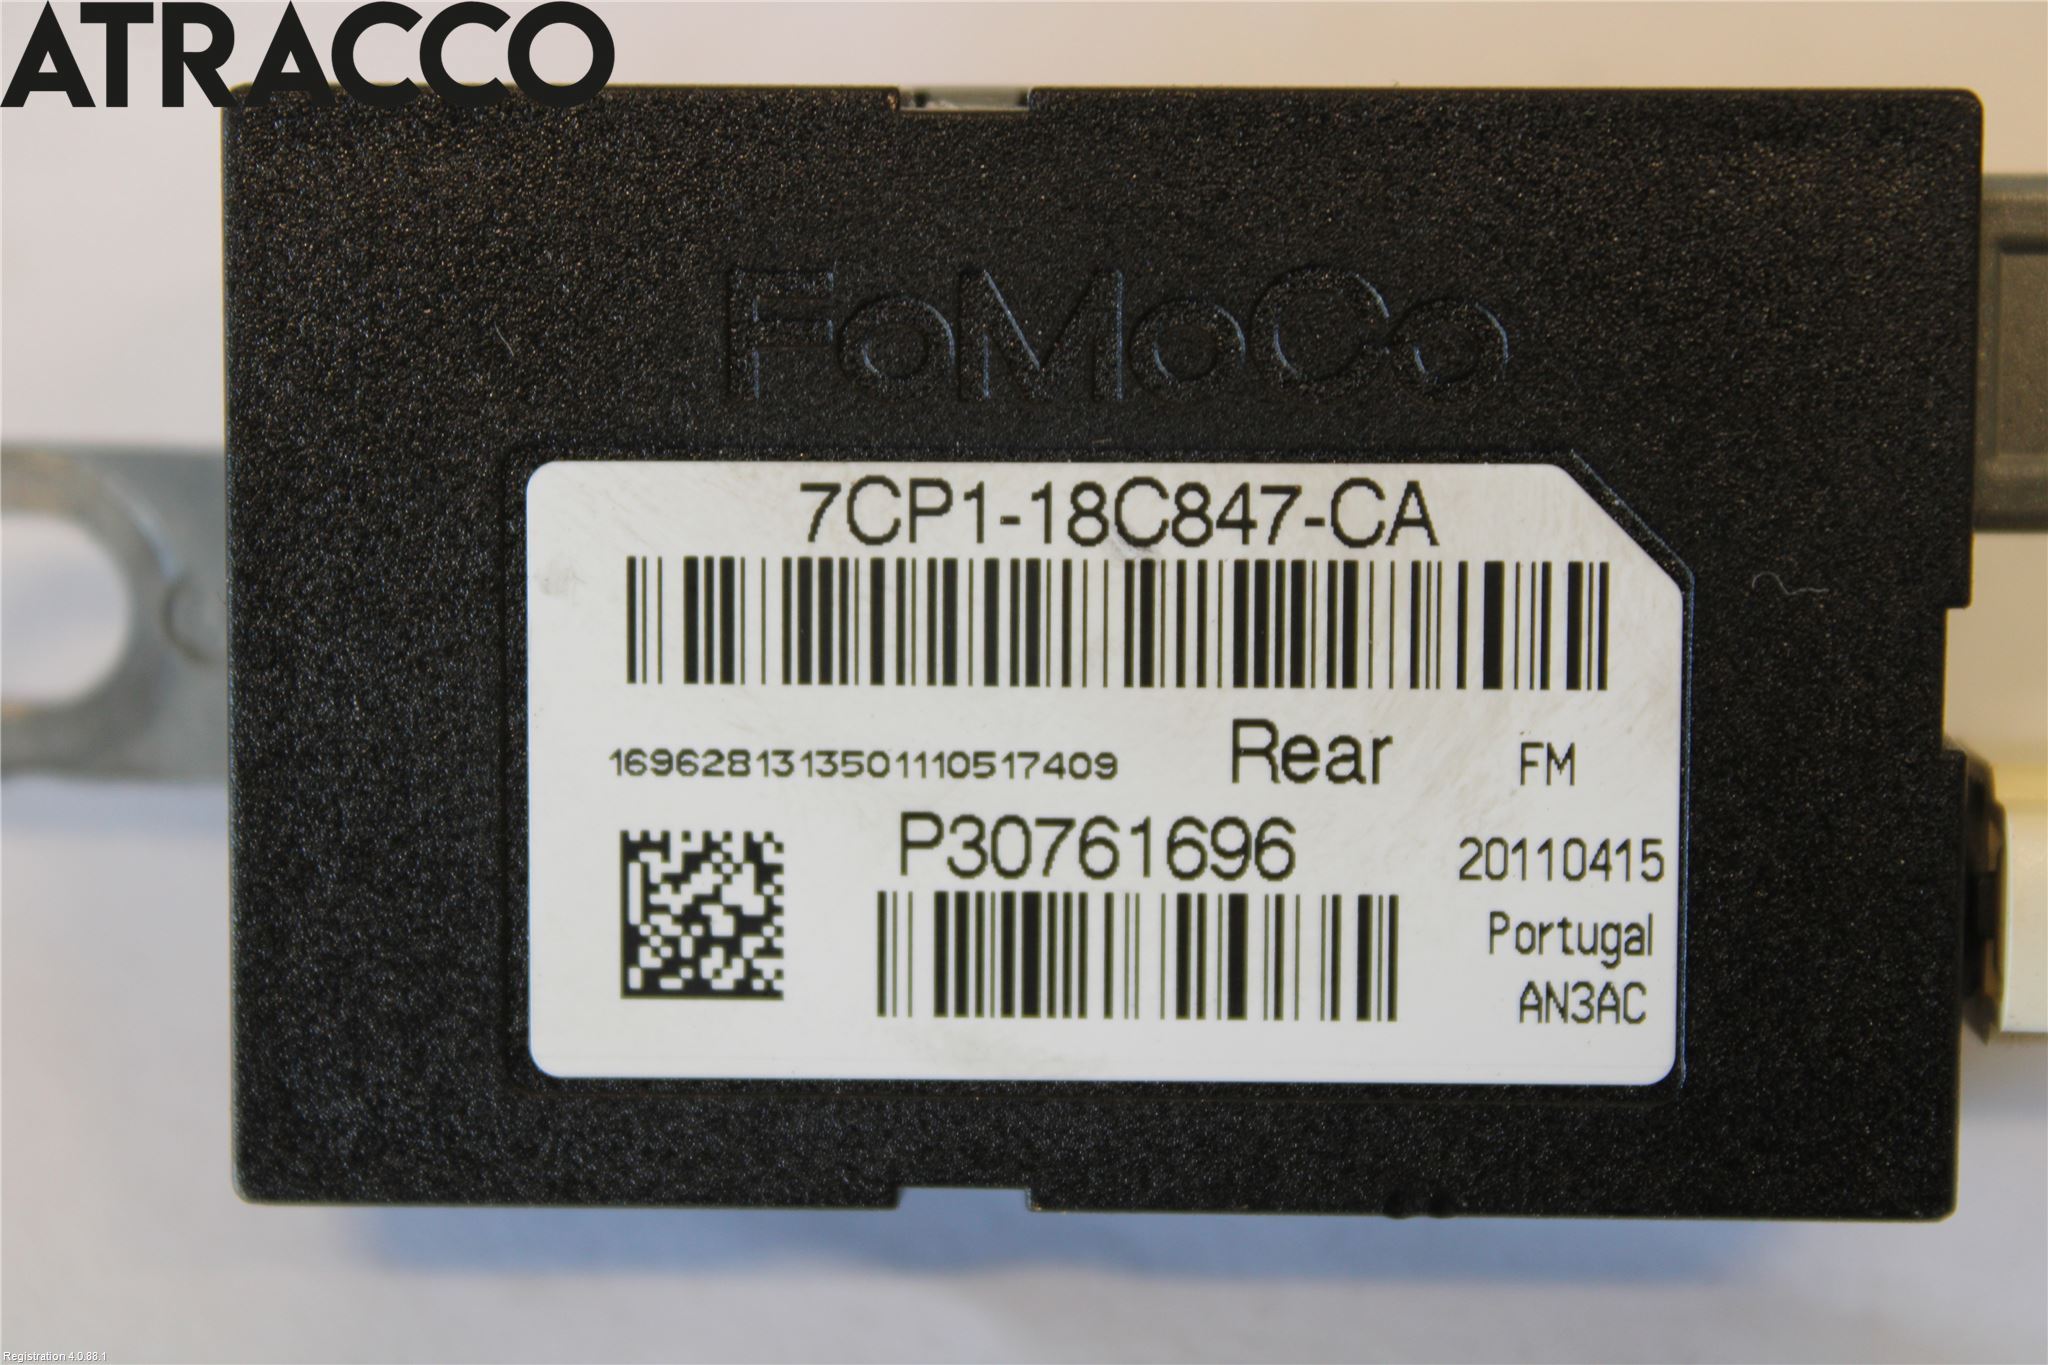 ATRACCO
FoMoCo
7CP1-18C847-CA
1696281313501110517409
Rear
FM
P30761696
20110415
Portugal
AN3AC
Registration 4.0.88.1